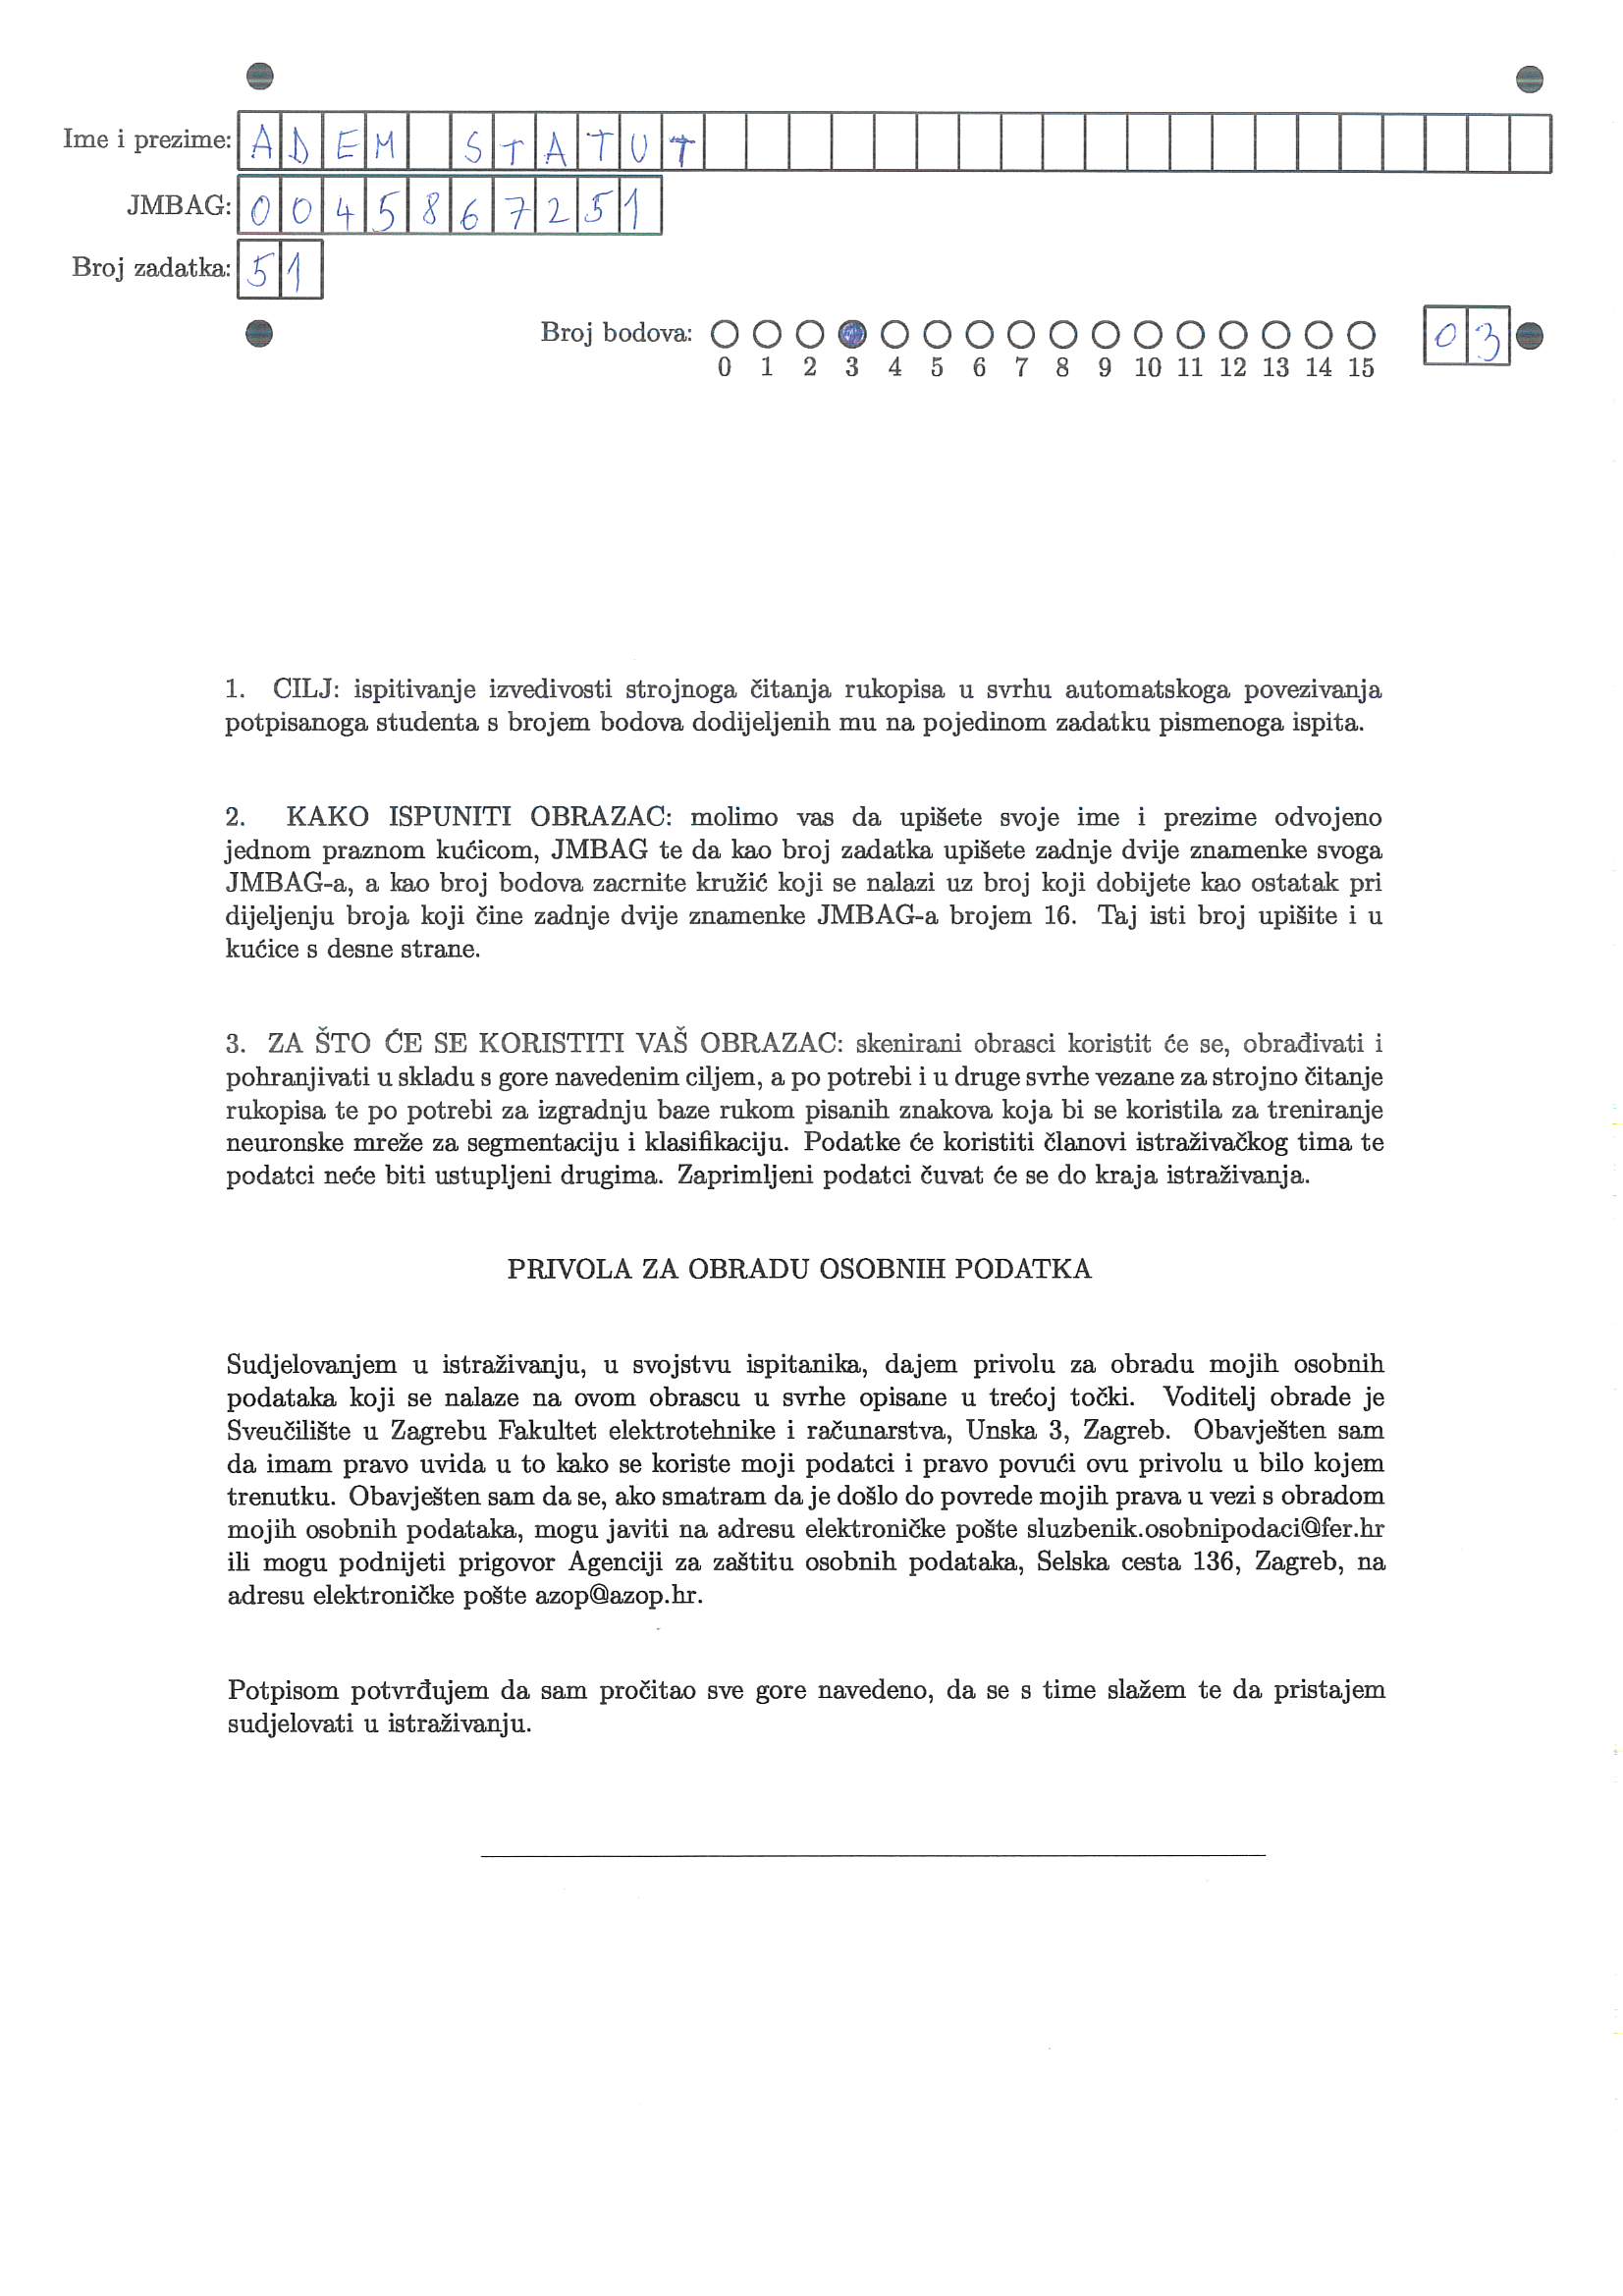 Ime i prezime: ADEM STATUT
JMBAG: 0045867251
Broj zadatka: 51
Broj bodova: 03
0 1 2 3 4 5 6 7 8 9 10 11 12 13 14 15
1. CILJ: ispitivanje izvedivosti strojnoga čitanja rukopisa u svrhu automatskoga povezivanja
potpisanoga studenta s brojem bodova dodijeljenih mu na pojedinom zadatku pismenoga ispita.
2. KAKO ISPUNITI OBRAZAC: molimo vas da upišete svoje ime i prezime odvojeno
jednom praznom kućicom, JMBAG te da kao broj zadatka upišete zadnje dvije znamenke svoga
JMBAG-a, a kao broj bodova zacrnite kružić koji se nalazi uz broj koji dobijete kao ostatak pri
dijeljenju broja koji čine zadnje dvije znamenke JMBAG-a brojem 16. Taj isti broj upišite i u
kućice s desne strane.
3. ZA ŠTO ĆE SE KORISTITI VAŠ OBRAZAC: skenirani obrasci koristit će se, obrađivati i
pohranjivati u skladu s gore navedenim ciljem, a po potrebi i u druge svrhe vezane za strojno čitanje
rukopisa te po potrebi za izgradnju baze rukom pisanih znakova koja bi se koristila za treniranje
neuronske mreže za segmentaciju i klasifikaciju. Podatke će koristiti članovi istraživačkog tima te
podatci neće biti ustupljeni drugima. Zaprimljeni podatci čuvat će se do kraja istraživanja.
PRIVOLA ZA OBRADU OSOBNIH PODATKA
Sudjelovanjem u istraživanju, u svojstvu ispitanika, dajem privolu za obradu mojih osobnih
podataka koji se nalaze na ovom obrascu u svrhe opisane u trećoj točki. Voditelj obrade je
Sveučilište u Zagrebu Fakultet elektrotehnike i računarstva, Unska 3, Zagreb. Obavješten sam
da imam pravo uvida u to kako se koriste moji podatci i pravo povući ovu privolu u bilo kojem
trenutku. Obavješten sam da se, ako smatram da je došlo do povrede mojih prava u vezi s obradom
mojih osobnih podataka, mogu javiti na adresu elektroničke pošte sluzbenik.osobnipodaci@fer.hr
ili mogu podnijeti prigovor Agenciji za zaštitu osobnih podataka, Selska cesta 136, Zagreb, na
adresu elektroničke pošte azop@azop.hr.
Potpisom potvrđujem da sam pročitao sve gore navedeno, da se s time slažem te da pristajem
sudjelovati u istraživanju.